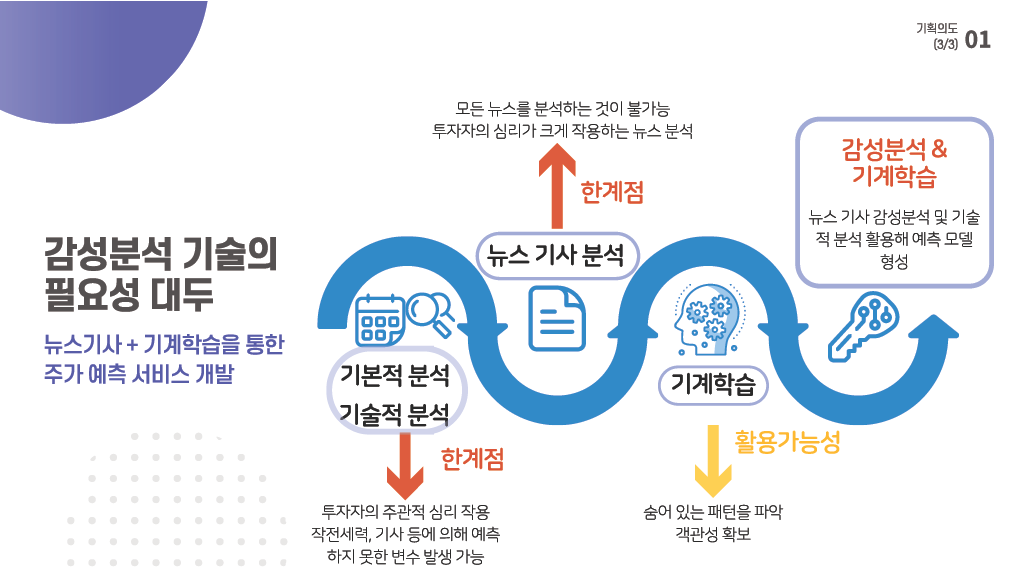 기획의도
(3/3) 01
모든 뉴스를 분석하는 것이 불가능
투자자의 심리가 크게 작용하는 뉴스 분석
한계점
감성분석 &
기계학습
뉴스 기사 감성분석 및 기술
적 분석 활용해 예측 모델
형성
감성분석 기술의
필요성 대두
뉴스기사 + 기계학습을 통한
주가 예측 서비스 개발
뉴스 기사 분석
기본적 분석
기술적 분석
기계학습
한계점
투자자의 주관적 심리 작용
작전세력, 기사 등에 의해 예측
하지 못한 변수 발생 가능
활용가능성
숨어 있는 패턴을 파악
객관성 확보